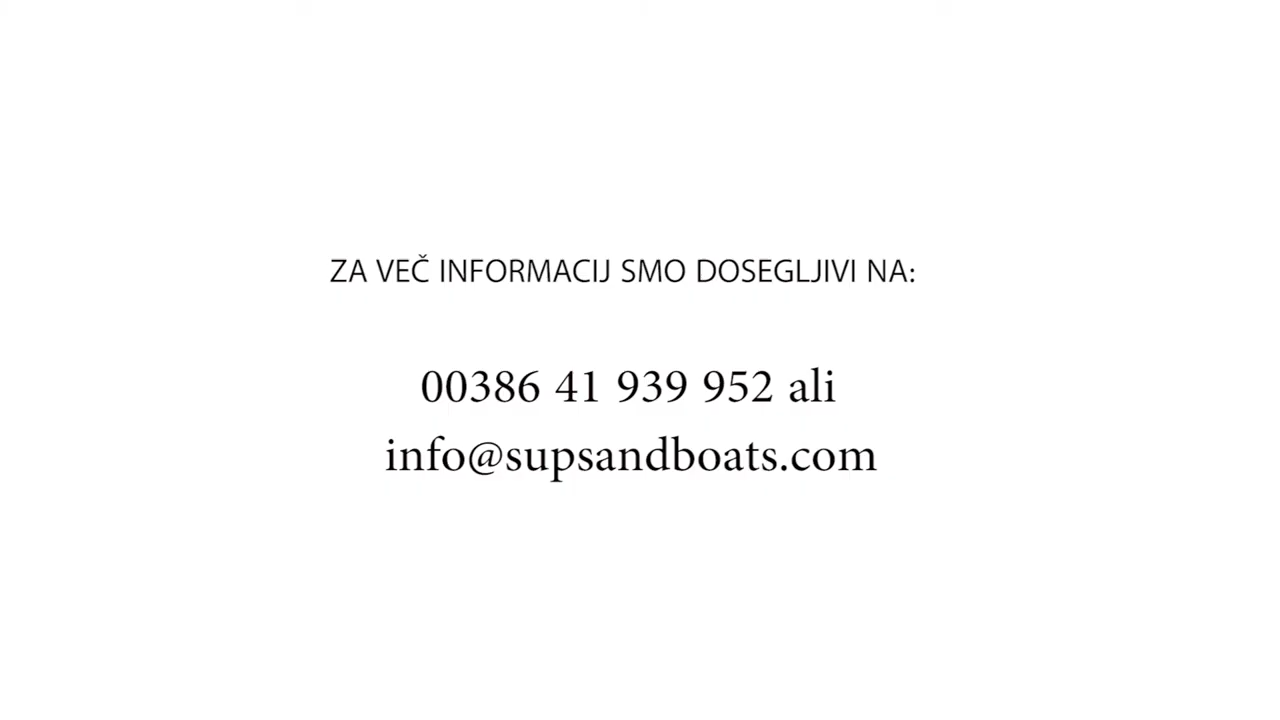 ZA VEČ INFORMACIJ SMO DOSEGLJIVI NA:
00386 41 939 952 ali
info@supsandboats.com